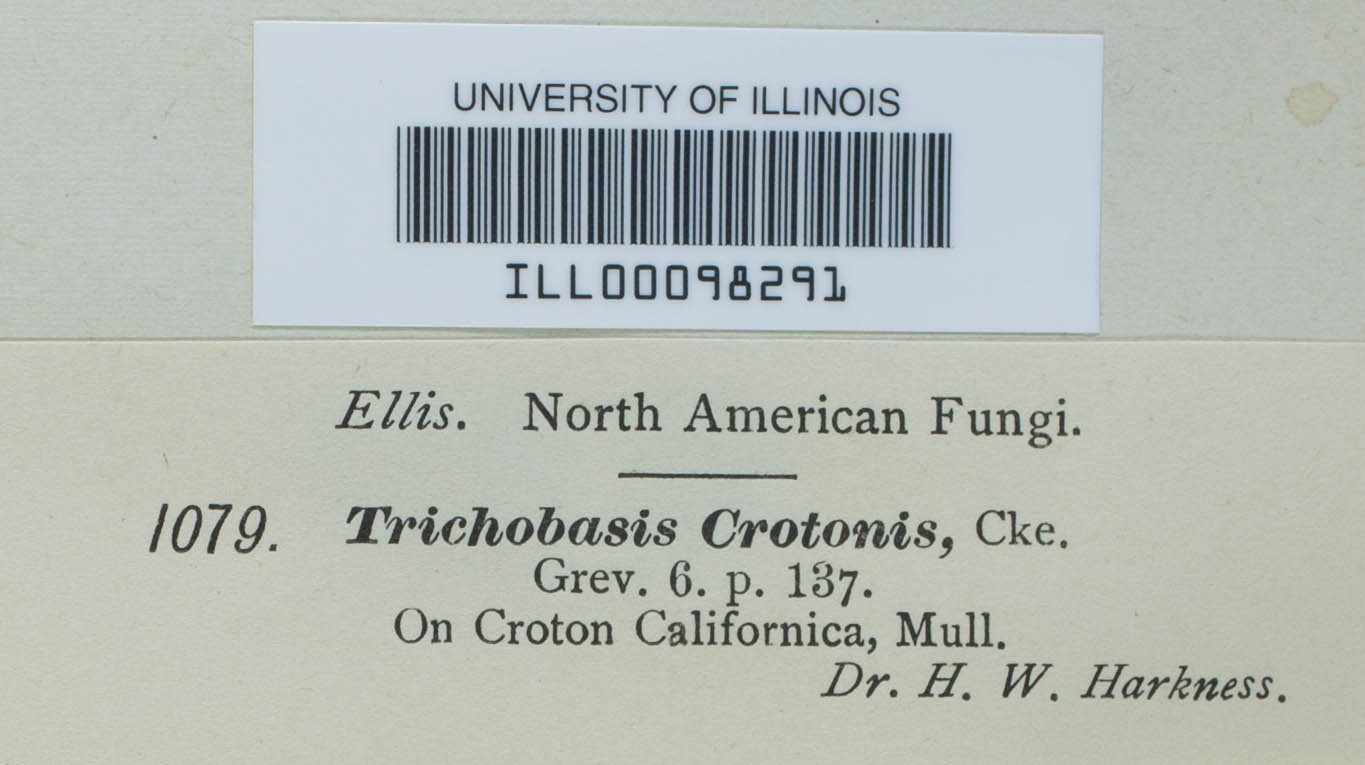 UNIVERSITY OF ILLINOIS
ILL00098291
Ellis. North American Fungi.
1079. Trichobasis Crotonis, Cke.
Grev. 6. p. 137.
On Croton Californica, Mull.
Dr. H. W. Harkness.